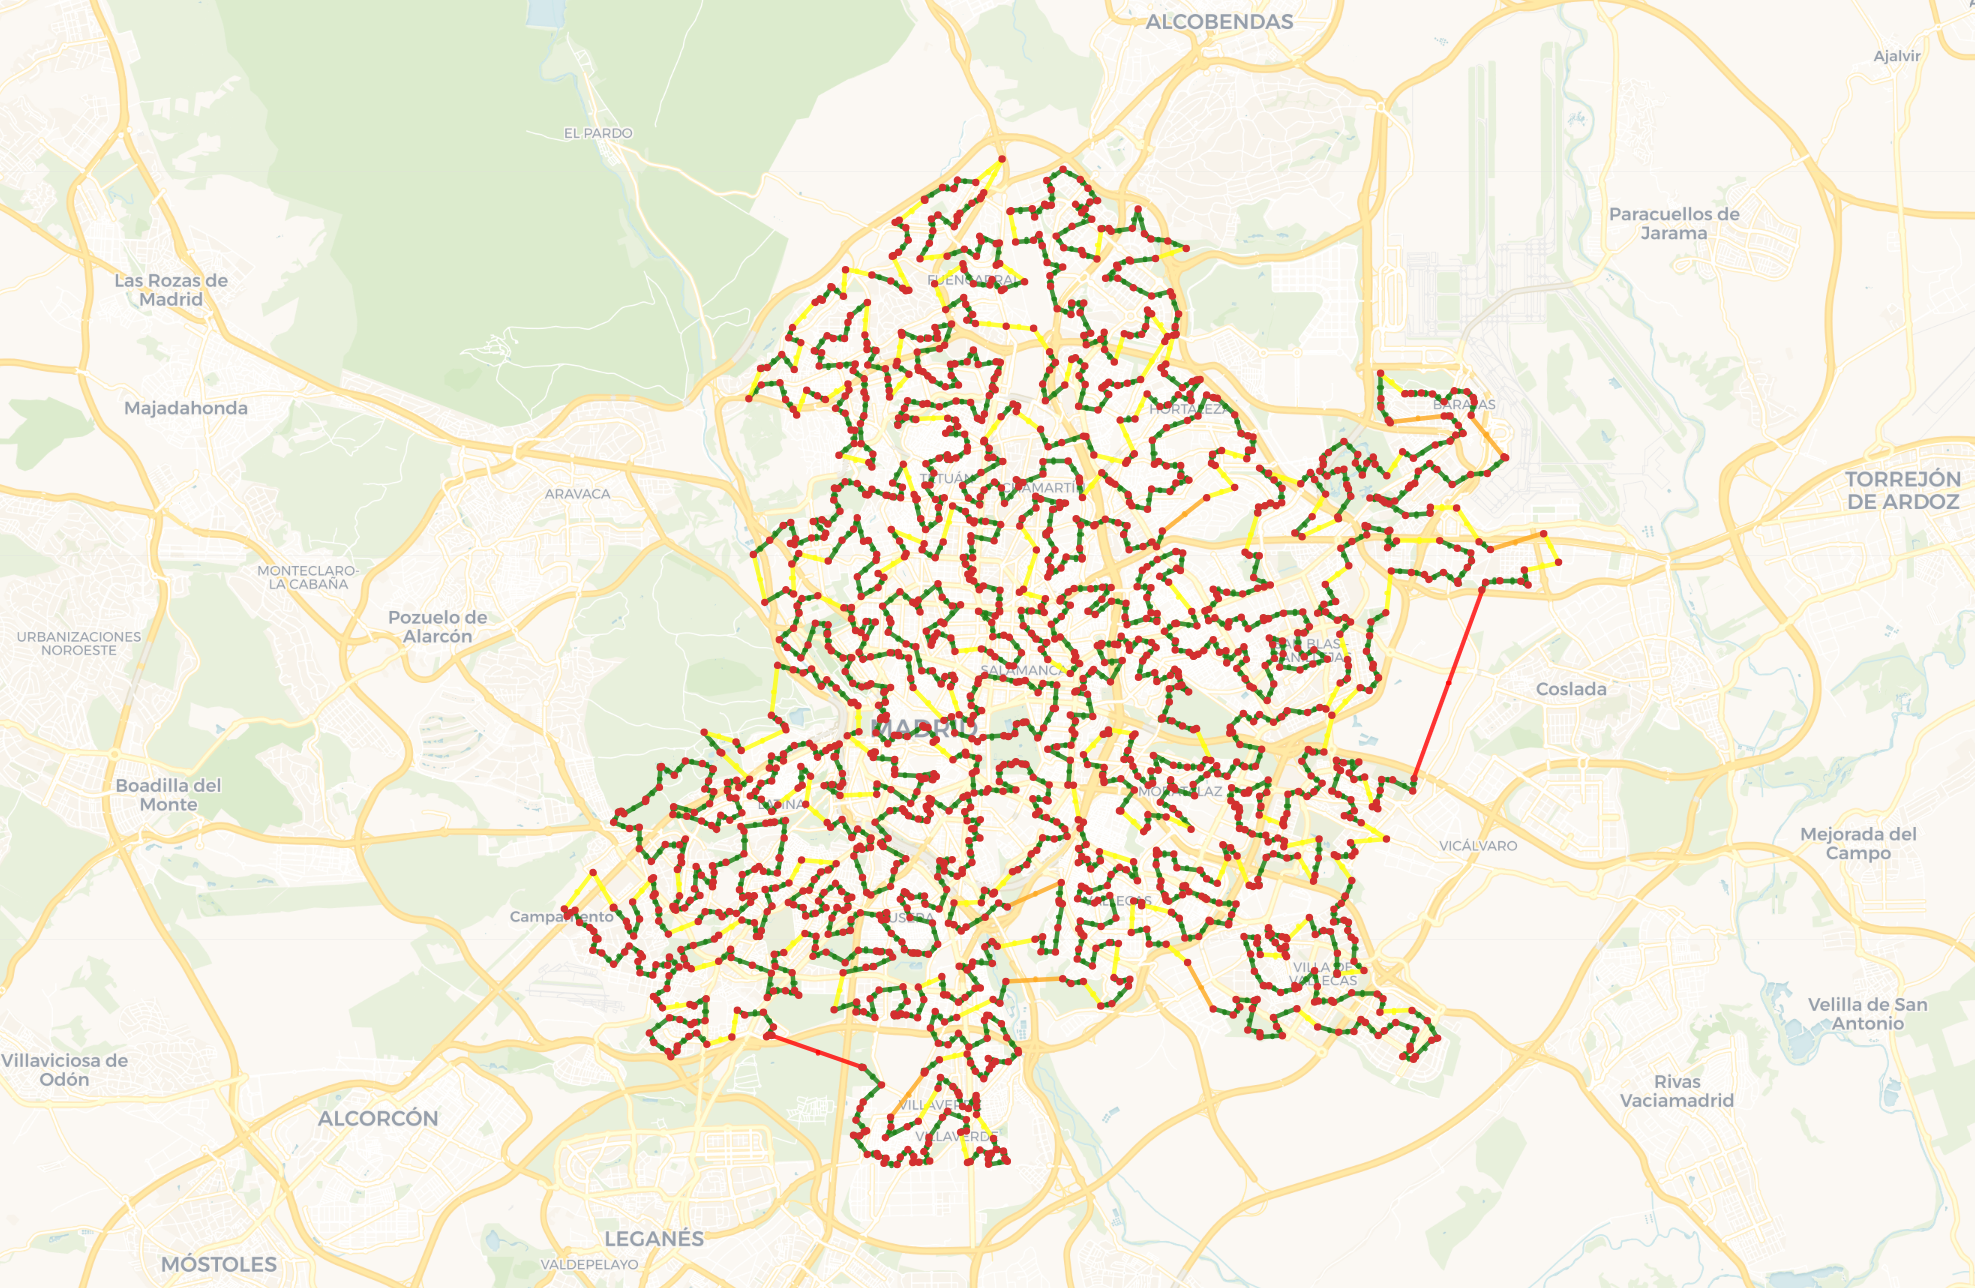 ALCOBENDAS
Ajalvir
EL PARDO
Paracuellos de
Jarama
Las Rozas de
Madrid
FUENCARRAL
Majadahonda
HORTALEZA
BARAJAS
TETUÁN
CHAMARTÍN
TORREJÓN
DE ARDOZ
ARAVACA
MONTECLARO-
LA CABAÑA
Pozuelo de
Alarcón
URBANIZACIONES
NOROESTE
SAN BLAS -
CANILLEJAS
SALAMANCA
Coslada
MADRID
Boadilla del
Monte
LATINA
MORATALAZ
VICÁLVARO
Mejorada del
Campo
Campamento
USERA
VALLECAS
VILLA DE
VALLECAS
Velilla de San
Antonio
Villaviciosa de
Odón
Rivas
Vaciamadrid
ALCORCÓN
VILLAVERDE
VILLAVERDE
LEGANÉS
MÓSTOLES
VALDEPELAYO